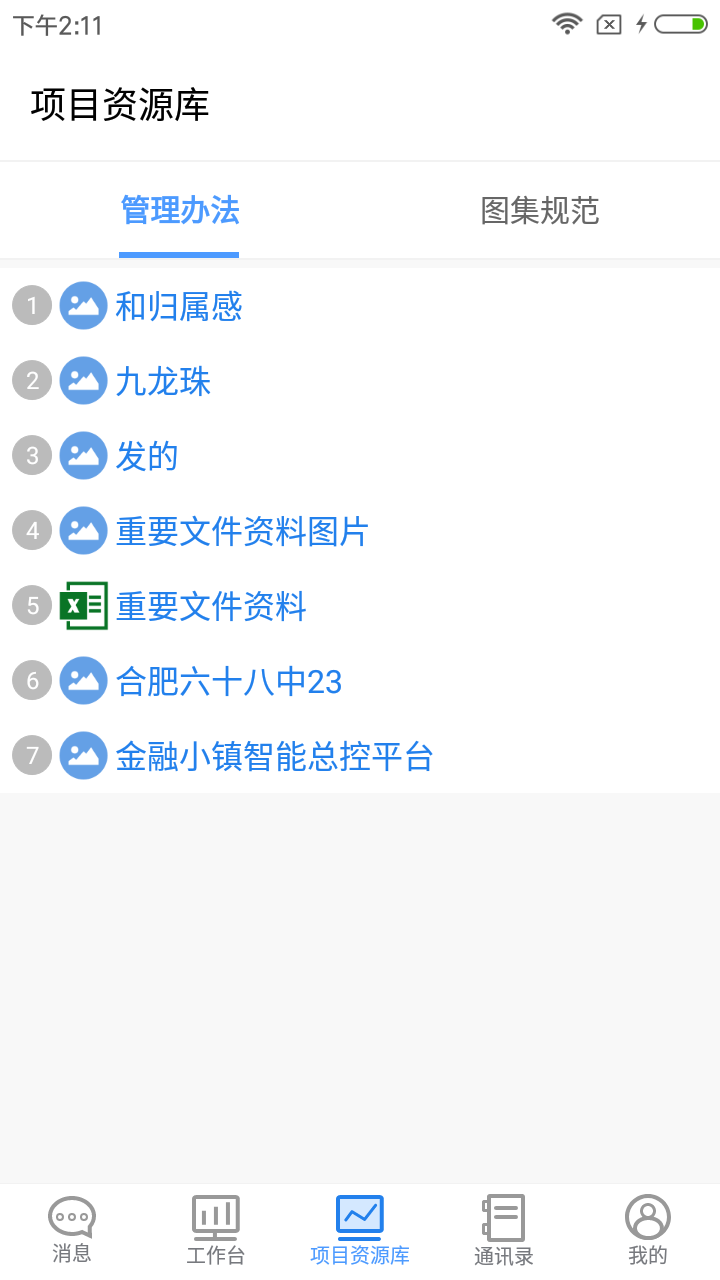 下午2:11
项目资源库
管理办法 图集规范
1 和归属感
2 九龙珠
3 发的
4 重要文件资料图片
5 X 重要文件资料
6 合肥六十八中23
7 金融小镇智能总控平台
消息 工作台 项目资源库 通讯录 我的